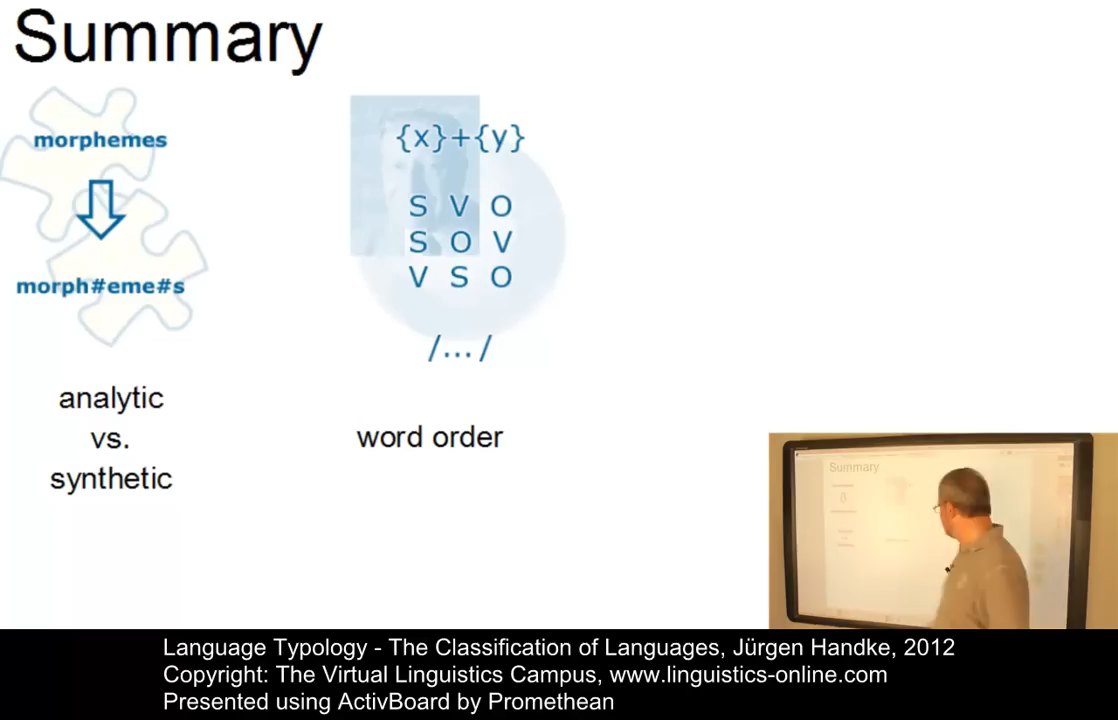 Summary
morphemes
morph#eme#s
analytic
vs.
synthetic
{x}+{y}
S V O
S O V
V S O
/.../
word order
Summary
Language Typology - The Classification of Languages, Jürgen Handke, 2012
Copyright: The Virtual Linguistics Campus, www.linguistics-online.com
Presented using ActivBoard by Promethean